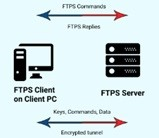 FTPS Commands
FTPS Replies
FTPS Client
on Client PC
FTPS Server
Keys, Commands, Data
Encrypted tunnel